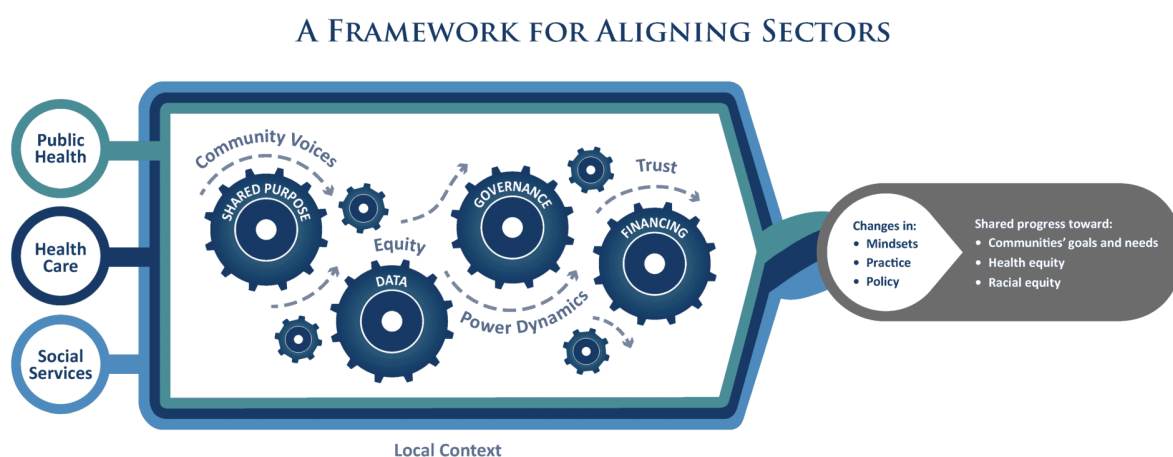 A Framework for Aligning Sectors
Public
Health
Health
Care
Social
Services
Community Voices
SHARED PURPOSE
Equity
DATA
GOVERNANCE
Power Dynamics
Trust
FINANCING
Local Context
Changes in:
• Mindsets
• Practice
• Policy
Shared progress toward:
• Communities’ goals and needs
• Health equity
• Racial equity